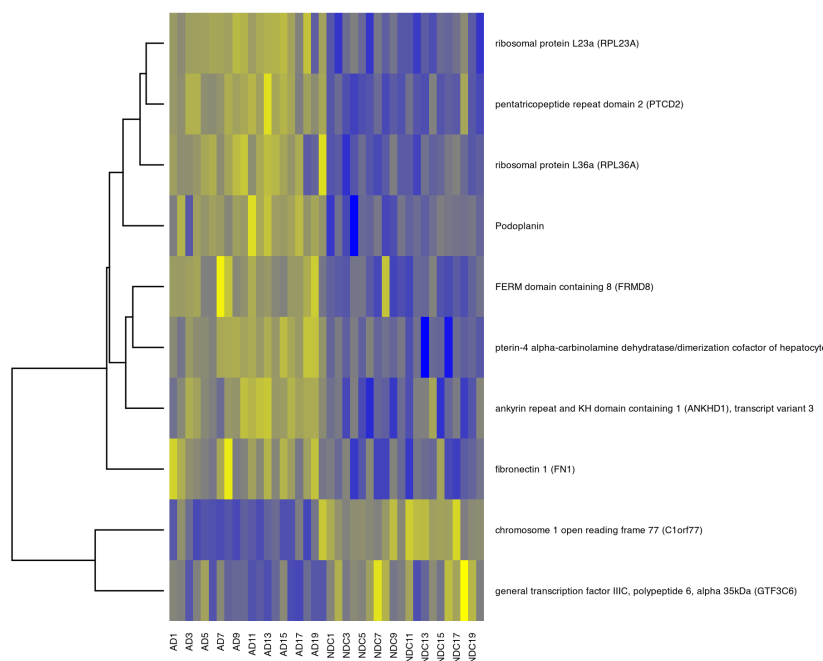 ribosomal protein L23a (RPL23A)
pentatricopeptide repeat domain 2 (PTCD2)
ribosomal protein L36a (RPL36A)
Podoplanin
FERM domain containing 8 (FRMD8)
pterin-4 alpha-carbinolamine dehydratase/dimerization cofactor of hepatocyte
ankyrin repeat and KH domain containing 1 (ANKHD1), transcript variant 3
fibronectin 1 (FN1)
chromosome 1 open reading frame 77 (C1orf77)
general transcription factor IIIC, polypeptide 6, alpha 35kDa (GTF3C6)
AD1
AD3
AD5
AD7
AD9
AD11
AD13
AD15
AD17
AD19
NDC1
NDC3
NDC5
NDC7
NDC9
NDC11
NDC13
NDC15
NDC17
NDC19